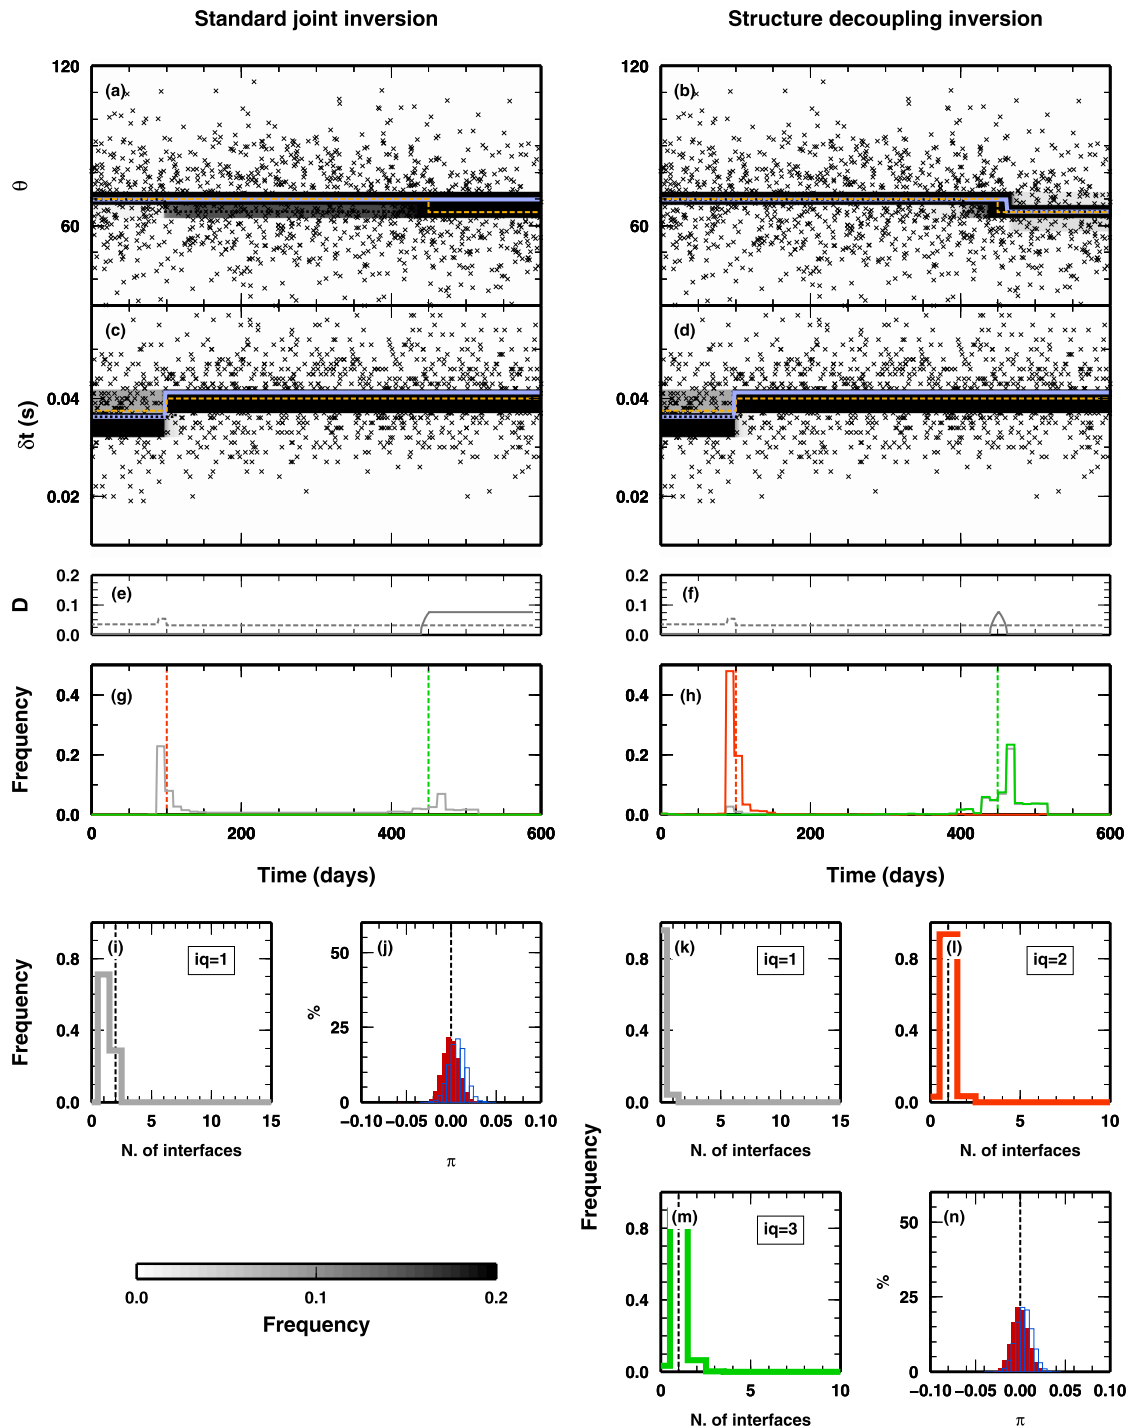 Standard joint inversion
Structure decoupling inversion
120
(a)
θ
60
120
(b)
60
(c)
0.04
δt (s)
0.02
(d)
0.04
0.02
0.2
(e)
D
0.1
0.0
0.2
(f)
0.1
0.0
Frequency
0.4
(g)
0.2
0.0
0 200 400 600
Time (days)
0.4
(h)
0.2
0.0
0 200 400 600
Time (days)
Frequency
0.8
(i)
iq=1
0.4
0.0
0 5 10 15
N. of interfaces
50
(j)
%
25
0
−0.10 −0.05 0.00 0.05 0.10
π
0.8
(k)
iq=1
0.4
0.0
0 5 10 15
N. of interfaces
0.8
(l)
iq=2
0.4
0.0
0 5 10
N. of interfaces
Frequency
0.8
(m)
iq=3
0.4
0.0
0 5 10
N. of interfaces
50
(n)
%
25
0
−0.10 −0.05 0.00 0.05 0.10
π
0.0 0.1 0.2
Frequency